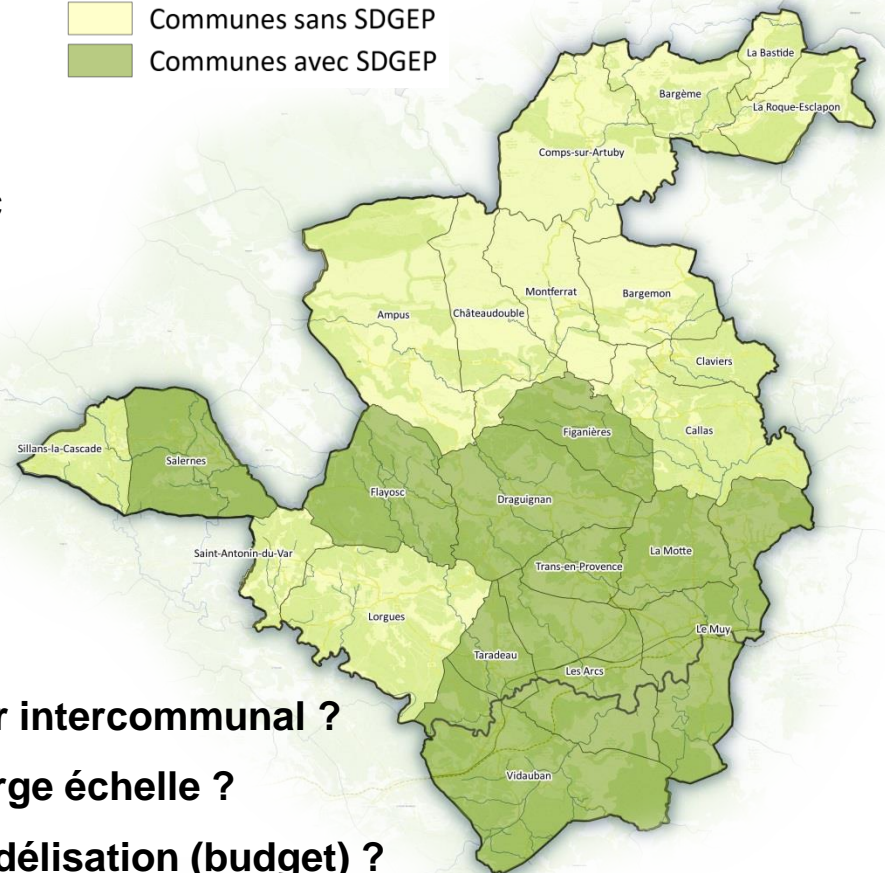 Communes sans SDGEP
Communes avec SDGEP
La Bastide
Bargème
La Roque-Esclapon
Comps-sur-Artuby
Montferrat
Bargemon
Ampus
Châteaudouble
Claviers
Callas
Figanières
Sillans-la-Cascade
Salernes
Flayosc
Draguignan
Saint-Antonin-du-Var
La Motte
Trans-en-Provence
Lorgues
Le Muy
Taradeau
Les Arcs
r intercommunal ?
Vidauban
rge échelle ?
délisation (budget) ?